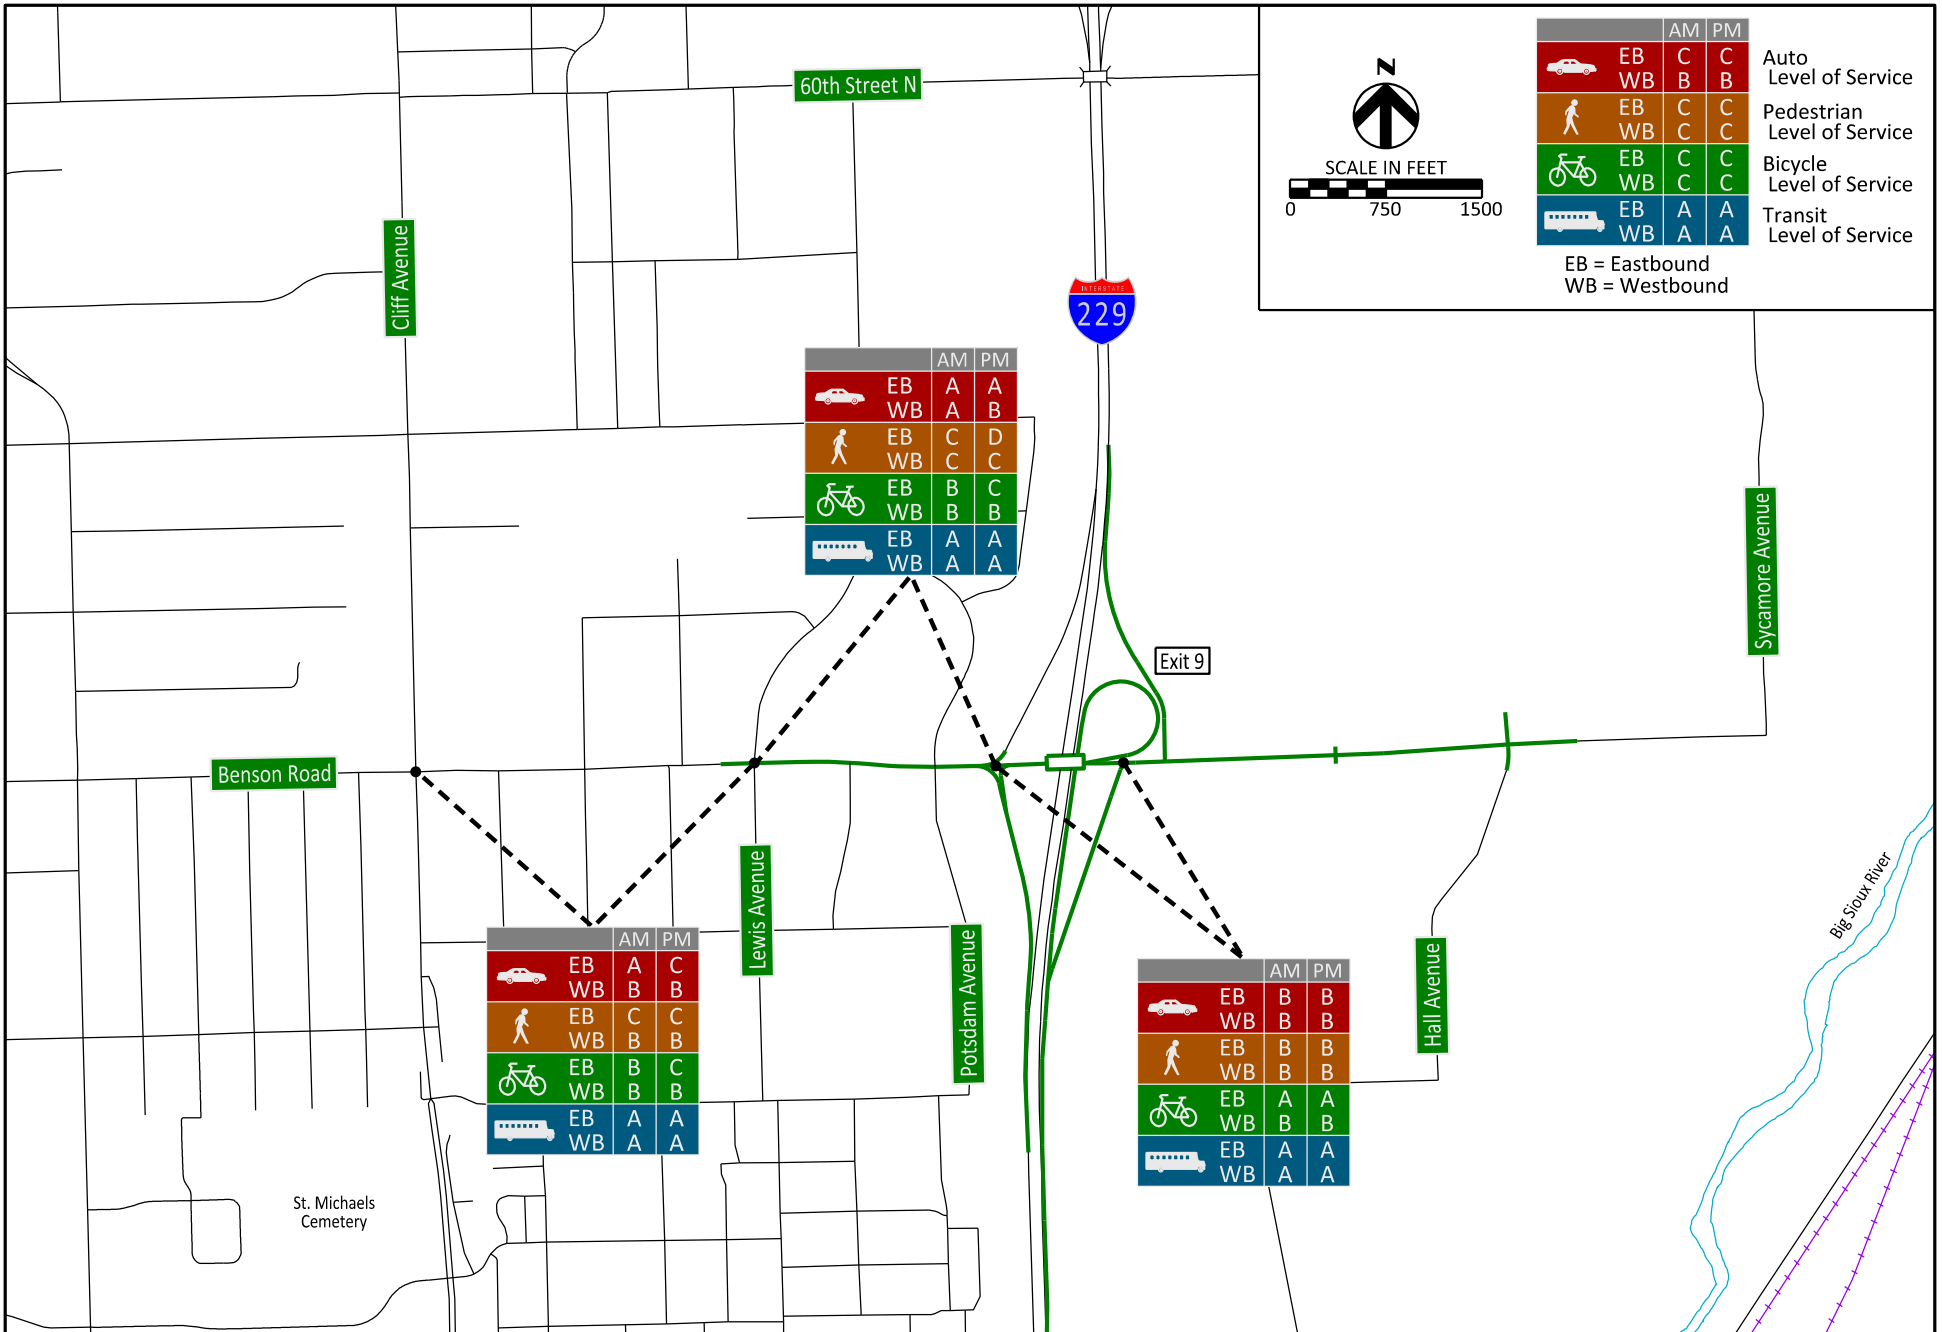 60th Street N
N
SCALE IN FEET
0 750 1500
AM PM
EB C C
WB B B
Auto
Level of Service
EB C C
WB C C
Pedestrian
Level of Service
EB C C
WB C C
Bicycle
Level of Service
EB A A
WB A A
Transit
Level of Service
EB = Eastbound
WB = Westbound
Cliff Avenue
INTERSTATE
229
AM PM
EB A A
WB A B
EB C D
WB C C
EB B C
WB B B
EB A A
WB A A
Sycamore Avenue
Exit 9
Benson Road
Lewis Avenue
Potsdam Avenue
Hall Avenue
Big Sioux River
AM PM
EB A C
WB B B
EB C C
WB B B
EB B C
WB B B
EB A A
WB A A
AM PM
EB B B
WB B B
EB B B
WB B B
EB A A
WB B B
EB A A
WB A A
St. Michaels
Cemetery